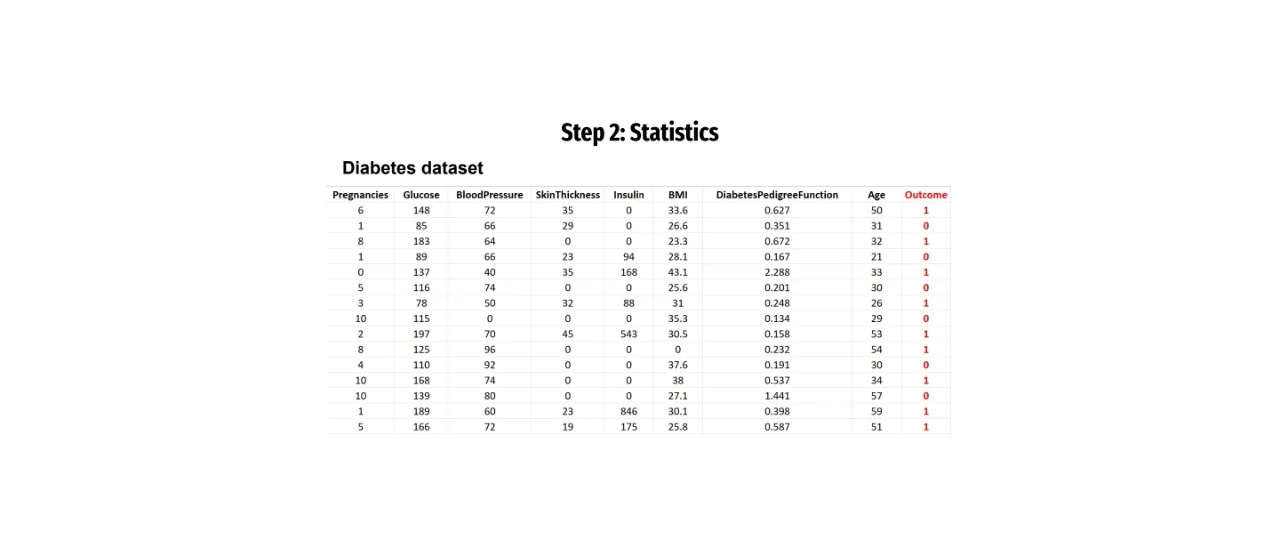 Step 2: Statistics
Diabetes dataset
Pregnancies Glucose BloodPressure SkinThickness Insulin BMI DiabetesPedigreeFunction Age Outcome
6 148 72 35 0 33.6 0.627 50 1
1 85 66 29 0 26.6 0.351 31 0
8 183 64 0 0 23.3 0.672 32 1
1 89 66 23 94 28.1 0.167 21 0
0 137 40 35 168 43.1 2.288 33 1
5 116 74 0 0 25.6 0.201 30 0
3 78 50 32 88 31 0.248 26 1
10 115 0 0 0 35.3 0.134 29 0
2 197 70 45 543 30.5 0.158 53 1
8 125 96 0 0 0 0.232 54 1
4 110 92 0 0 37.6 0.191 30 0
10 168 74 0 0 38 0.537 34 1
10 139 80 0 0 27.1 1.441 57 0
1 189 60 23 846 30.1 0.398 59 1
5 166 72 19 175 25.8 0.587 51 1